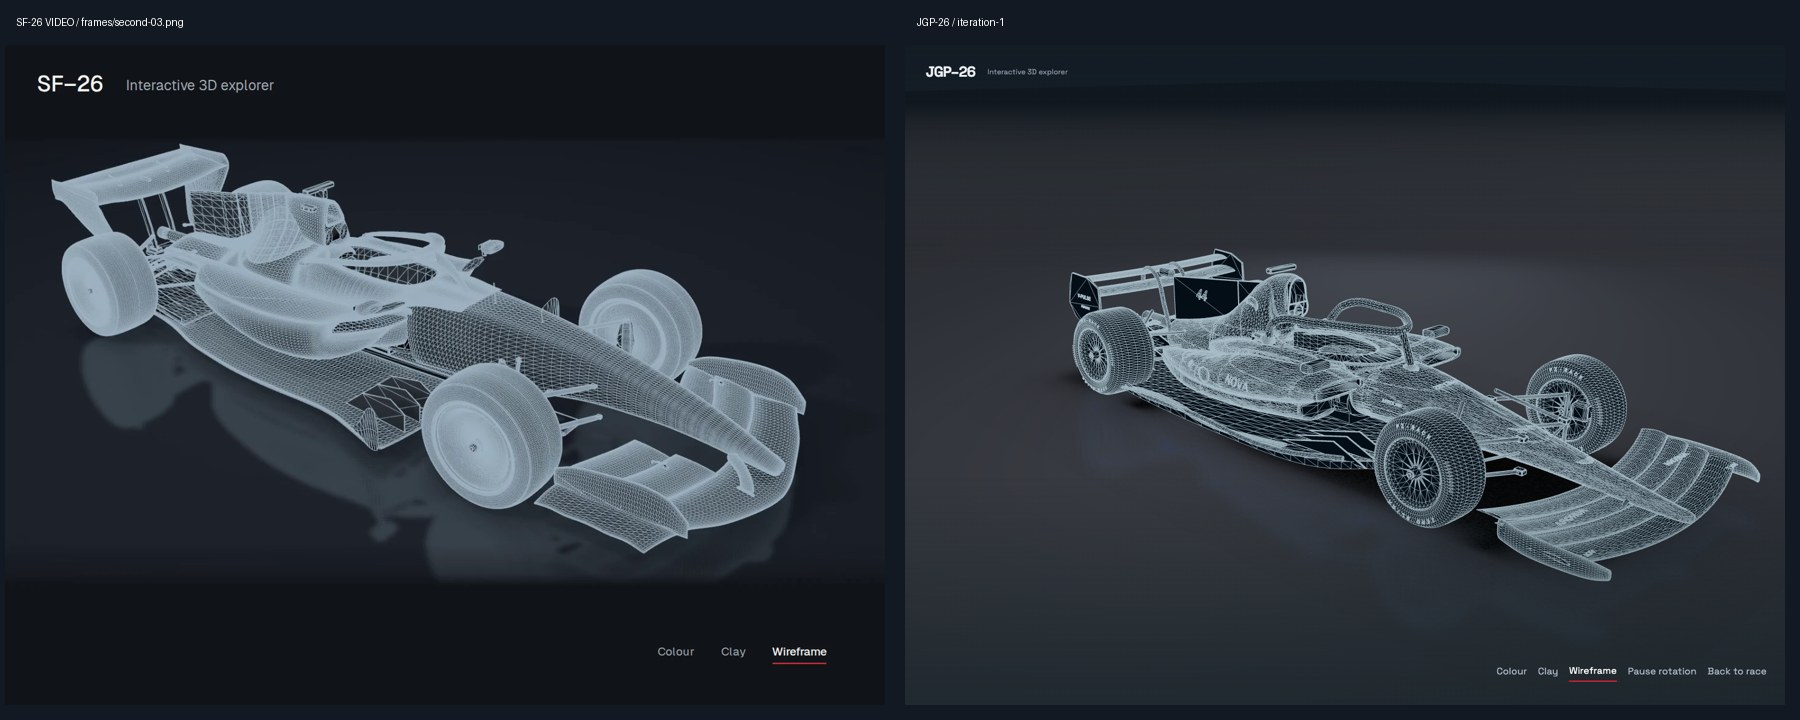 SF-26 VIDEO / frames/second-03.png
SF–26 Interactive 3D explorer
Colour Clay Wireframe
JGP-26 / iteration-1
JGP–26 Interactive 3D explorer
44
NOVA
Colour Clay Wireframe Pause rotation Back to race